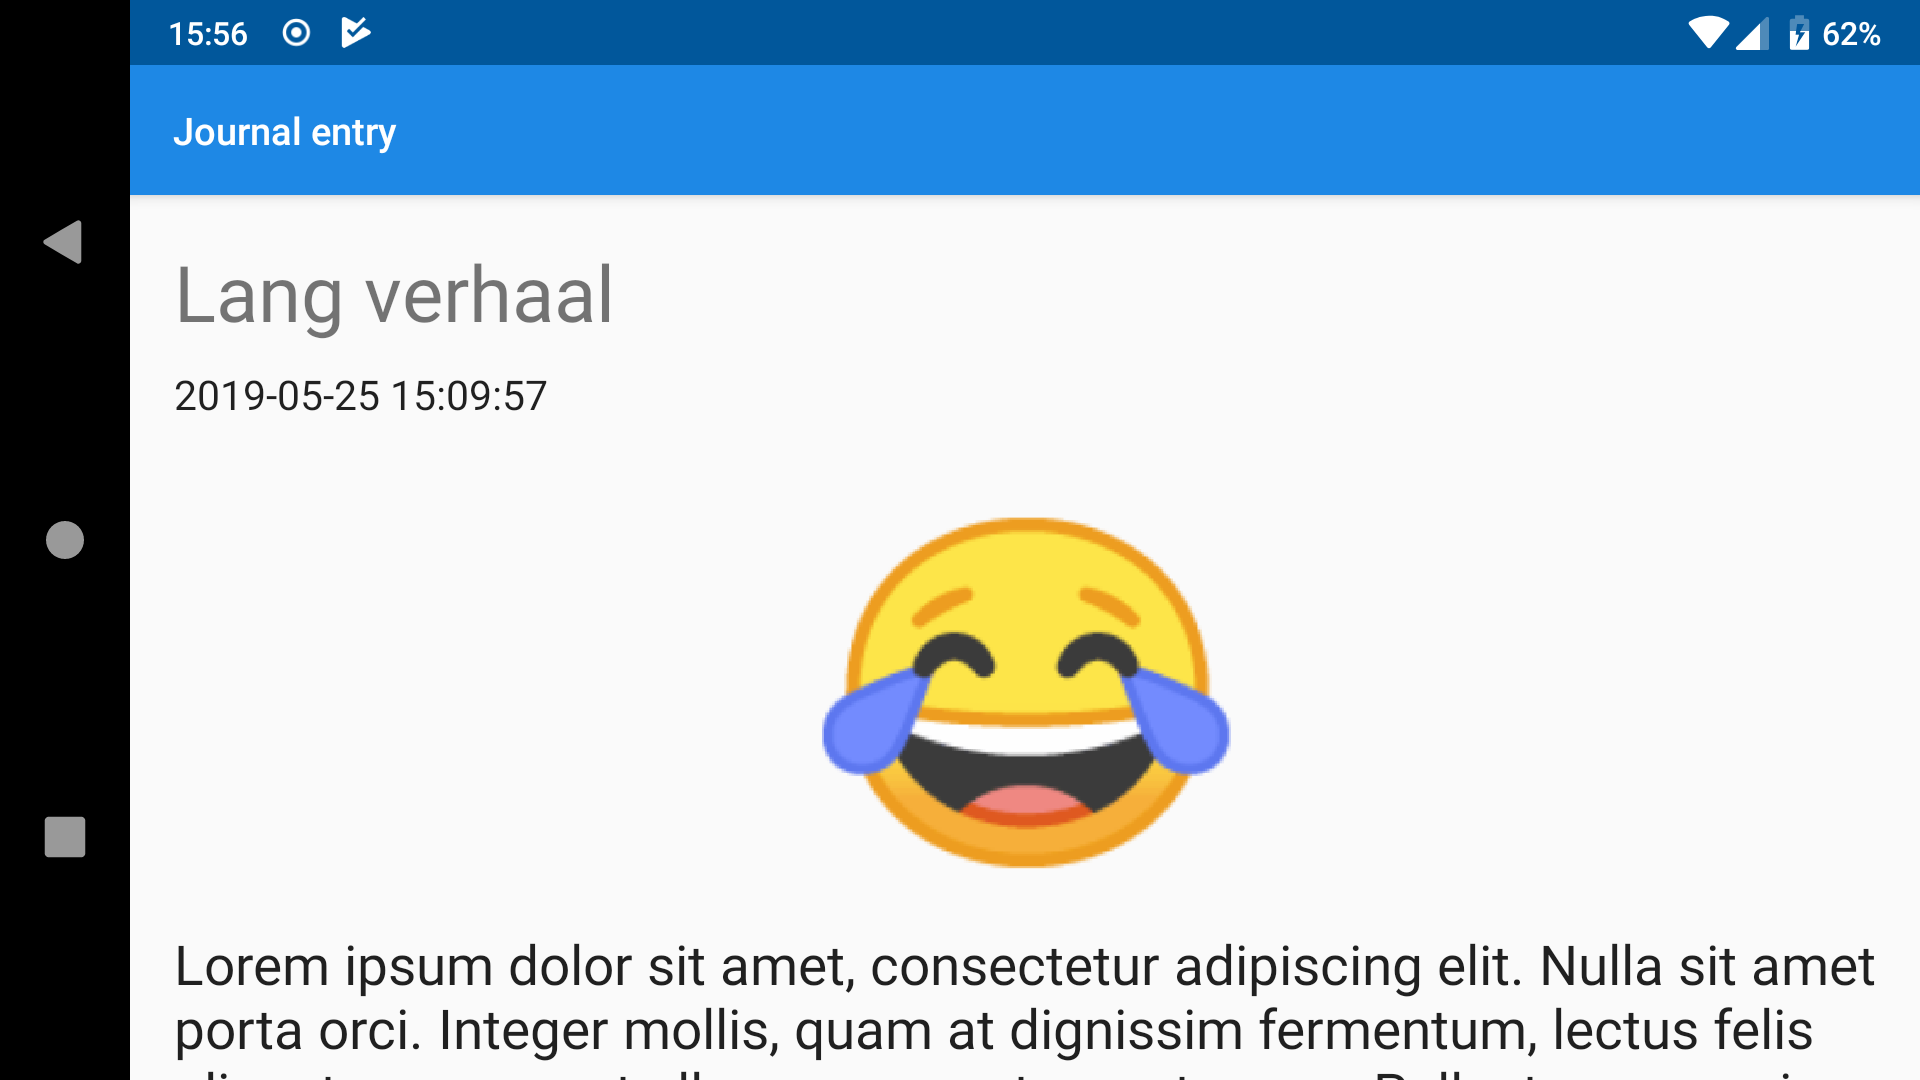 15:56
62%
Journal entry
Lang verhaal
2019-05-25 15:09:57
Lorem ipsum dolor sit amet, consectetur adipiscing elit. Nulla sit amet
porta orci. Integer mollis, quam at dignissim fermentum, lectus felis